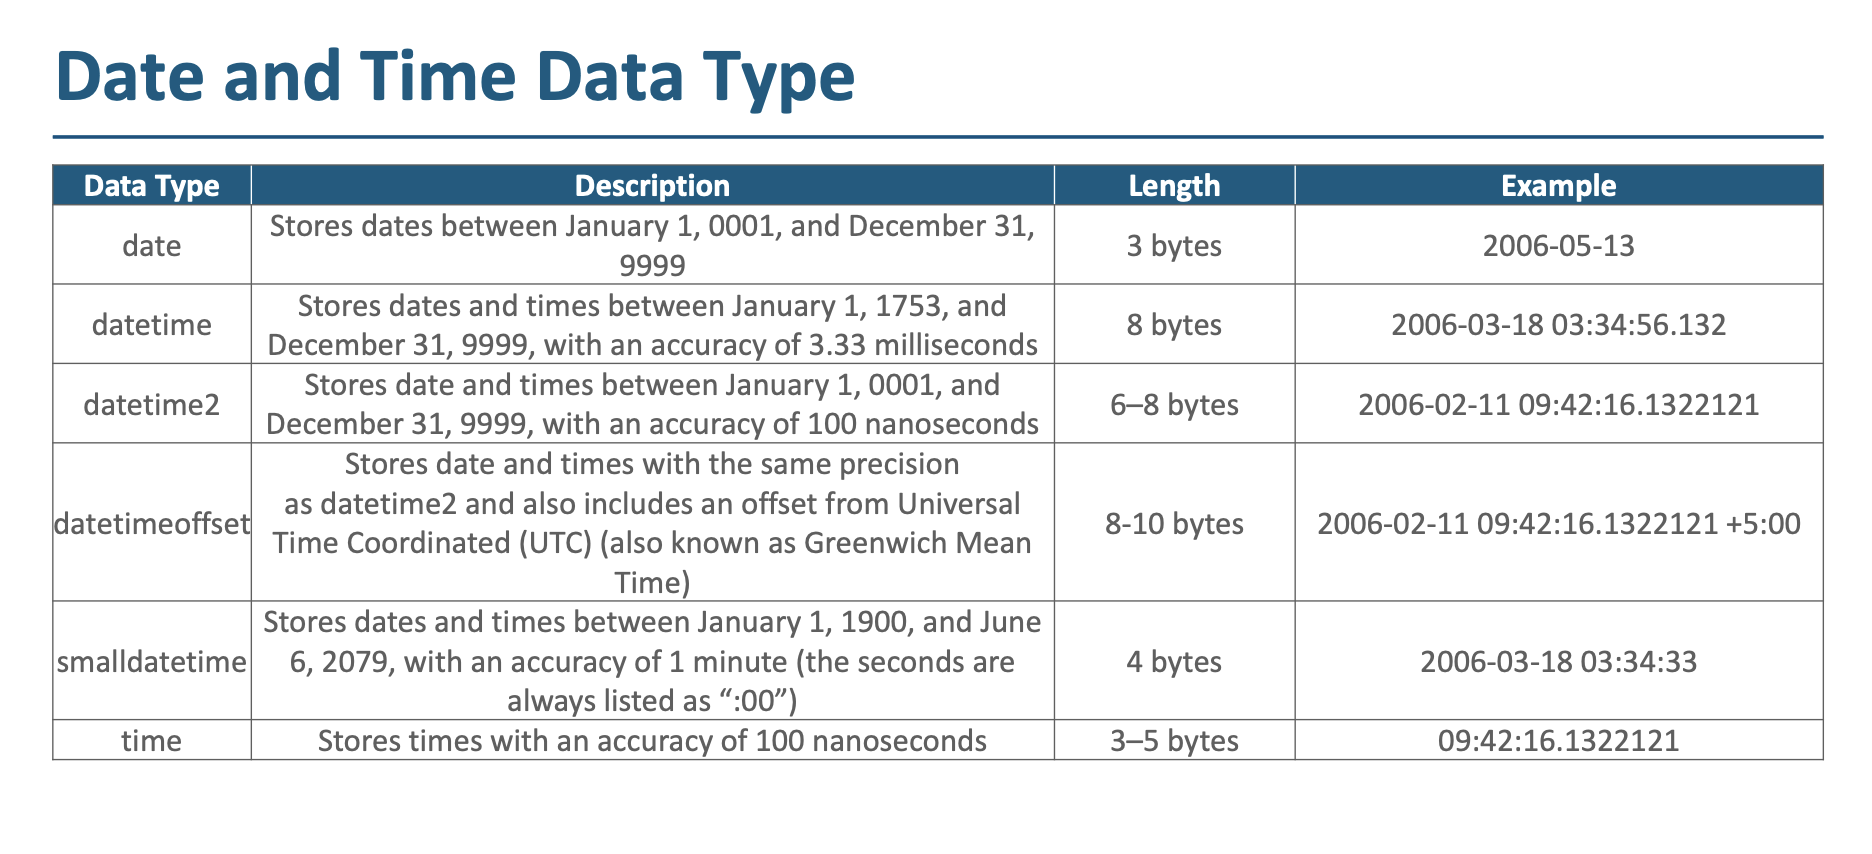 Date and Time Data Type
Data Type Description Length Example
date Stores dates between January 1, 0001, and December 31, 9999 3 bytes 2006-05-13
datetime Stores dates and times between January 1, 1753, and December 31, 9999, with an accuracy of 3.33 milliseconds 8 bytes 2006-03-18 03:34:56.132
datetime2 Stores date and times between January 1, 0001, and December 31, 9999, with an accuracy of 100 nanoseconds 6–8 bytes 2006-02-11 09:42:16.1322121
datetimeoffset Stores date and times with the same precision as datetime2 and also includes an offset from Universal Time Coordinated (UTC) (also known as Greenwich Mean Time) 8-10 bytes 2006-02-11 09:42:16.1322121 +5:00
smalldatetime Stores dates and times between January 1, 1900, and June 6, 2079, with an accuracy of 1 minute (the seconds are always listed as “:00”) 4 bytes 2006-03-18 03:34:33
time Stores times with an accuracy of 100 nanoseconds 3–5 bytes 09:42:16.1322121